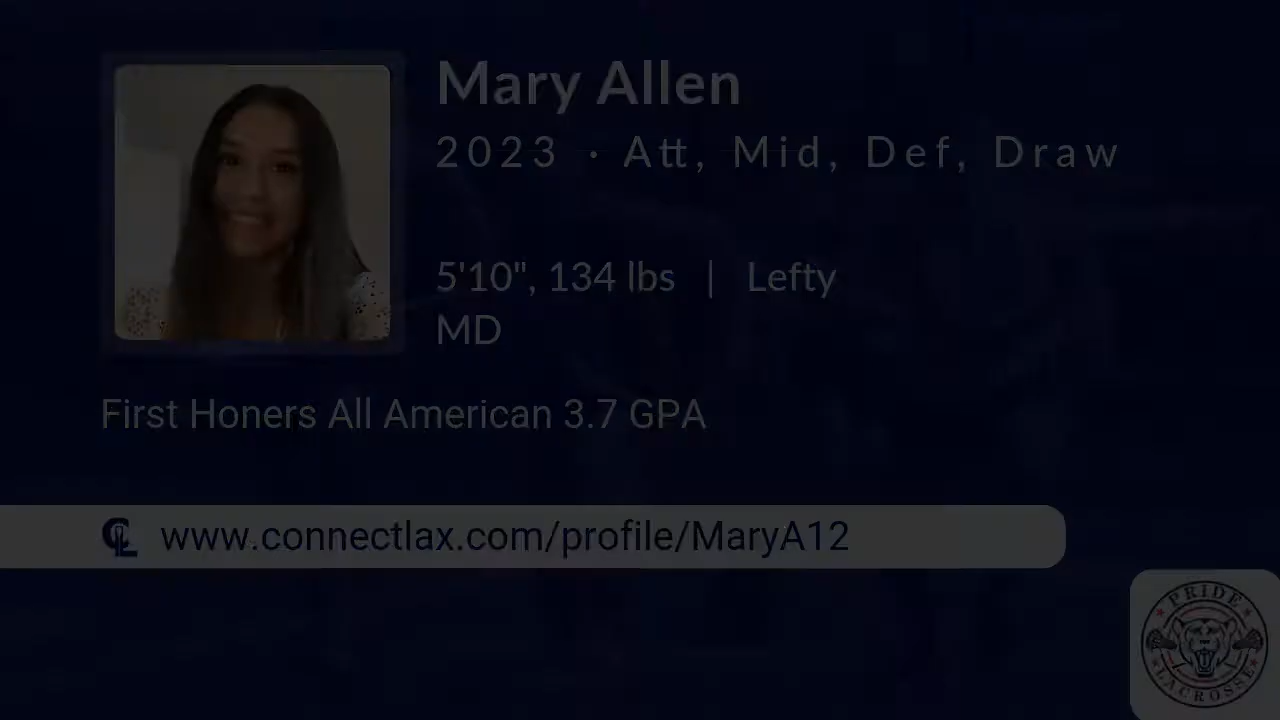 Mary Allen
2023 · Att, Mid, Def, Draw
5'10", 134 lbs | Lefty
MD
First Honers All American 3.7 GPA
CL www.connectlax.com/profile/MaryA12
PRIDE
LACROSSE